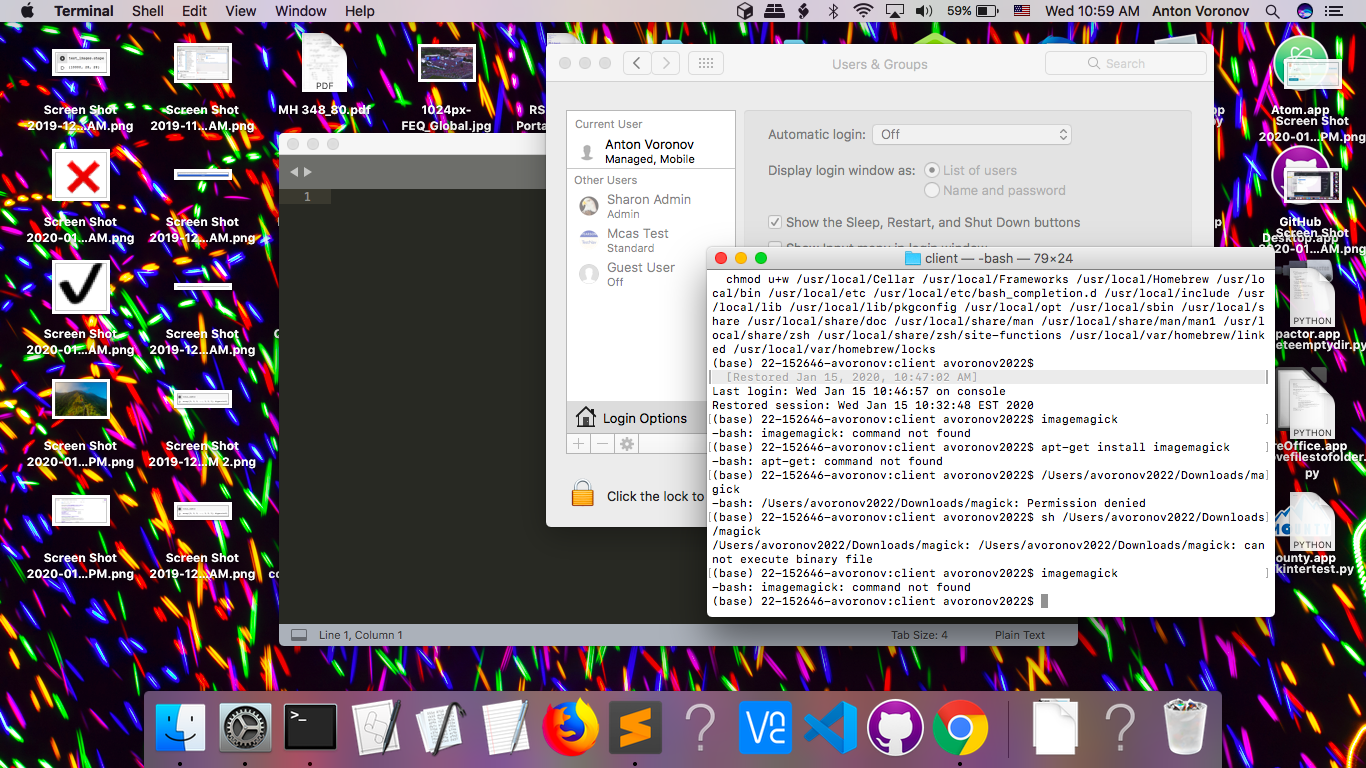 Terminal Shell Edit View Window Help
69% Wed 10:59 AM Anton Voronov
Screen Shot
2019-12...AM.png
Screen Shot
2019-11...AM.png
PDF
MH 348_80.pdf
1024px-
FEQ_Global.jpg
RS
Porta
Screen Shot
2020-01...AM.png
Screen Shot
2019-12...AM.png
Screen Shot
2020-01...AM.png
Screen Shot
2019-12...AM.png
Screen Shot
2020-01...PM.png
Screen Shot
2019-12...M 2.png
Screen Shot
2020-01...PM.png
Screen Shot
2019-12...AM.png
Atom.app
Screen Shot
2020-01...PM.png
GitHub
Desktop.app
Screen Shot
2020-01...AM.png
PYTHON
pactor.app
eteemptydir.py
PYTHON
reOffice.app
vefilestofolder.
py
PYTHON
ounty.app
kintertest.py
Users & Groups
Search
Current User
Anton Voronov
Managed, Mobile
Other Users
Sharon Admin
Admin
Mcas Test
Standard
Guest User
Off
Login Options
Click the lock to
Automatic login: Off
Display login window as: List of users
Name and password
Show the Sleep, Restart, and Shut Down buttons
1
Line 1, Column 1
Tab Size: 4 Plain Text
client — -bash — 79×24
chmod u+w /usr/local/Cellar /usr/local/Frameworks /usr/local/Homebrew /usr/lo
cal/bin /usr/local/etc /usr/local/etc/bash_completion.d /usr/local/include /usr
/local/lib /usr/local/lib/pkgconfig /usr/local/opt /usr/local/sbin /usr/local/s
hare /usr/local/share/doc /usr/local/share/man /usr/local/share/man/man1 /usr/l
ocal/share/zsh /usr/local/share/zsh/site-functions /usr/local/var/homebrew/link
ed /usr/local/var/homebrew/locks
(base) 22-152646-avoronov:client avoronov2022$
[Restored Jan 15, 2020, 10:47:02 AM]
Last login: Wed Jan 15 10:46:55 on console
Restored session: Wed Jan 15 10:32:48 EST 2020
(base) 22-152646-avoronov:client avoronov2022$ imagemagick
-bash: imagemagick: command not found
(base) 22-152646-avoronov:client avoronov2022$ apt-get install imagemagick
-bash: apt-get: command not found
(base) 22-152646-avoronov:client avoronov2022$ /Users/avoronov2022/Downloads/ma
gick
-bash: /Users/avoronov2022/Downloads/magick: Permission denied
(base) 22-152646-avoronov:client avoronov2022$ bash /Users/avoronov2022/Downloads
/magick
/Users/avoronov2022/Downloads/magick: /Users/avoronov2022/Downloads/magick: can
not execute binary file
(base) 22-152646-avoronov:client avoronov2022$ imagemagick
-bash: imagemagick: command not found
(base) 22-152646-avoronov:client avoronov2022$